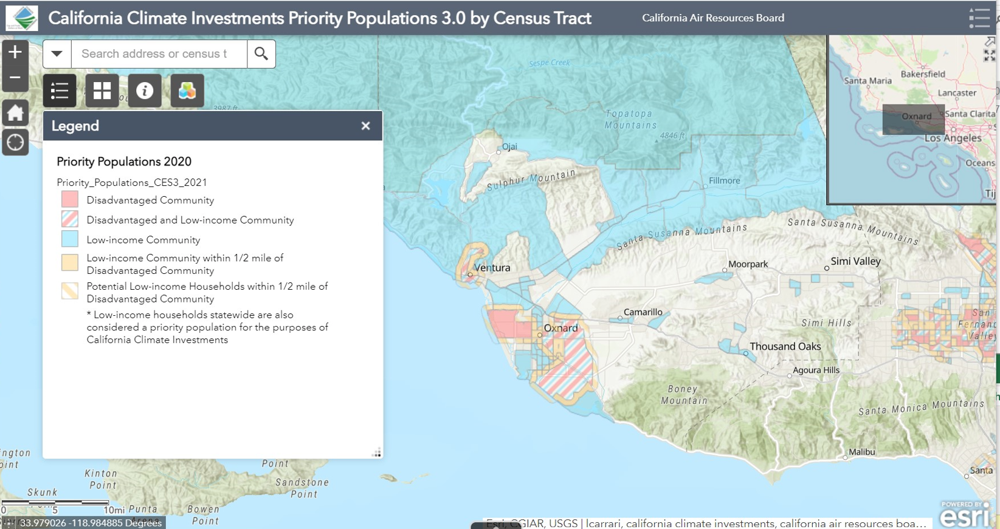 California Climate Investments Priority Populations 3.0 by Census Tract
California Air Resources Board
Search address or census t
Legend
Priority Populations 2020
Priority_Populations_CES3_2021
Disadvantaged Community
Disadvantaged and Low-income Community
Low-income Community
Low-income Community within 1/2 mile of
Disadvantaged Community
Potential Low-income Households within 1/2 mile of
Disadvantaged Community
* Low-income households statewide are also
considered a priority population for the purposes of
California Climate Investments
3987 ft
Sespe Creek
Topatopa
Mountains
4846 ft
Ojai
Sulphur Mountain
Fillmore
Santa Susanna Mountains
Santa Susanna Mountains
Ventura
Moorpark
Simi Valley
Camarillo
Oxnard
Simi Hills
San
Fernand
Valley
Thousand Oaks
Agoura Hills
Boney
Mountain
Santa Monica Mountains
Malibu
Santa
Bakersfield
Santa Maria
Lancaster
Oxnard
Santa Clarita
Los Angeles
Oceans
Tij
ington
oint
Kinton
Point
Skunk
Point
Sandstone
Point
Punta
Bowen
Point
0 5 10mi
33.979026 -118.984885 Degrees
Esri, CGIAR, USGS | lcarrari, california climate investments, california air resources boa...
POWERED BY
esri